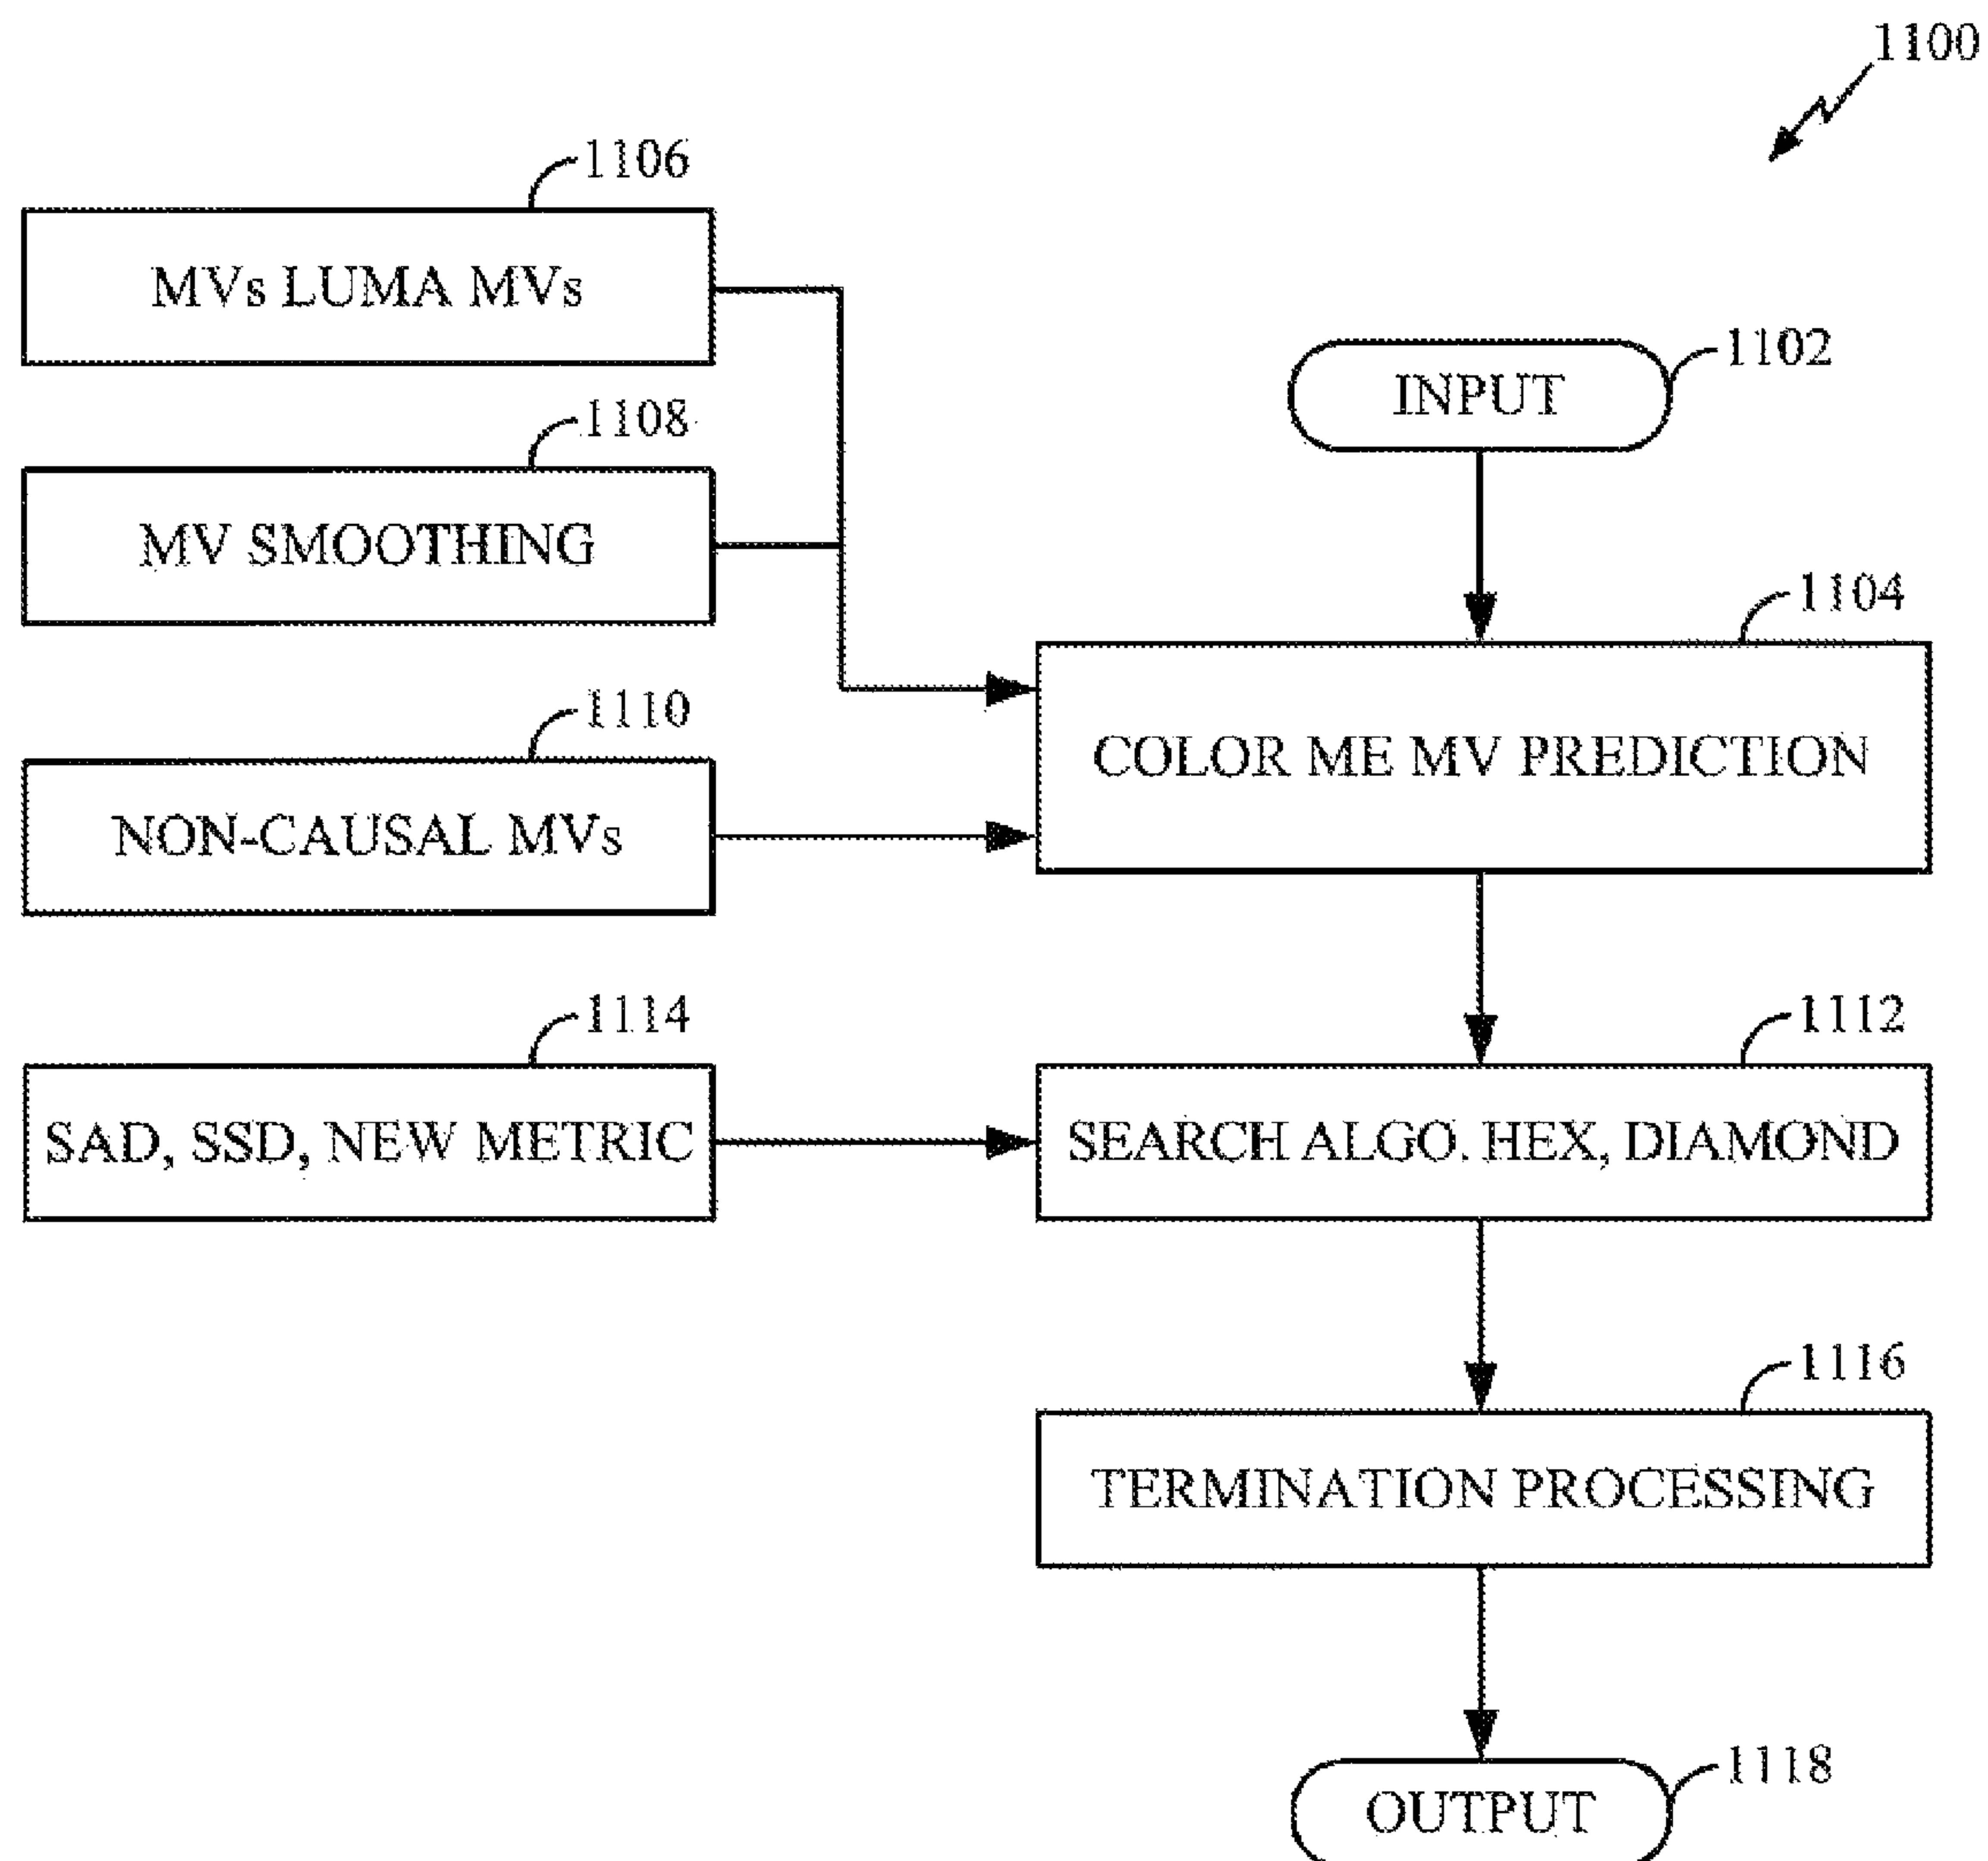 1100
1106
MVs LUMA MVs
1102
INPUT
1108
MV SMOOTHING
1104
COLOR ME MV PREDICTION
1110
NON-CAUSAL MVs
1114
SAD, SSD, NEW METRIC
1112
SEARCH ALGO. HEX, DIAMOND
1116
TERMINATION PROCESSING
1118
OUTPUT